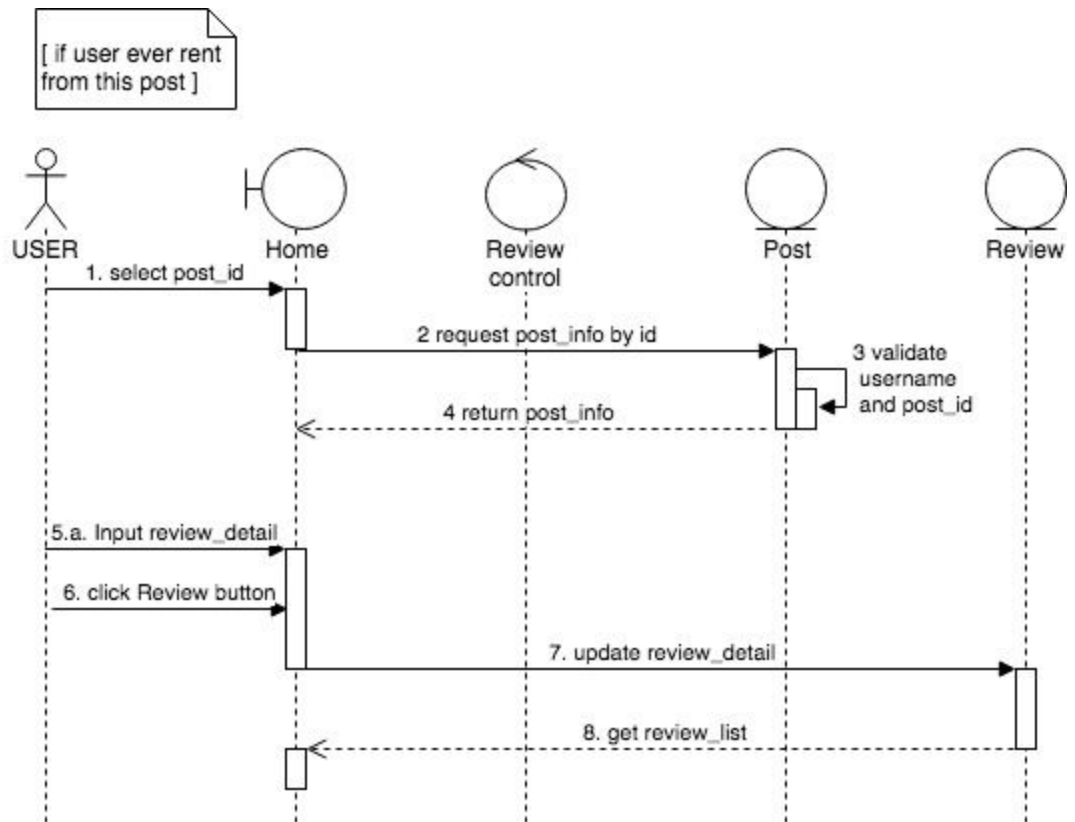 [ if user ever rent
from this post ]
USER
Home
Review
control
Post
Review
1. select post_id
2 request post_info by id
3 validate
username
and post_id
4 return post_info
5.a. Input review_detail
6. click Review button
7. update review_detail
8. get review_list